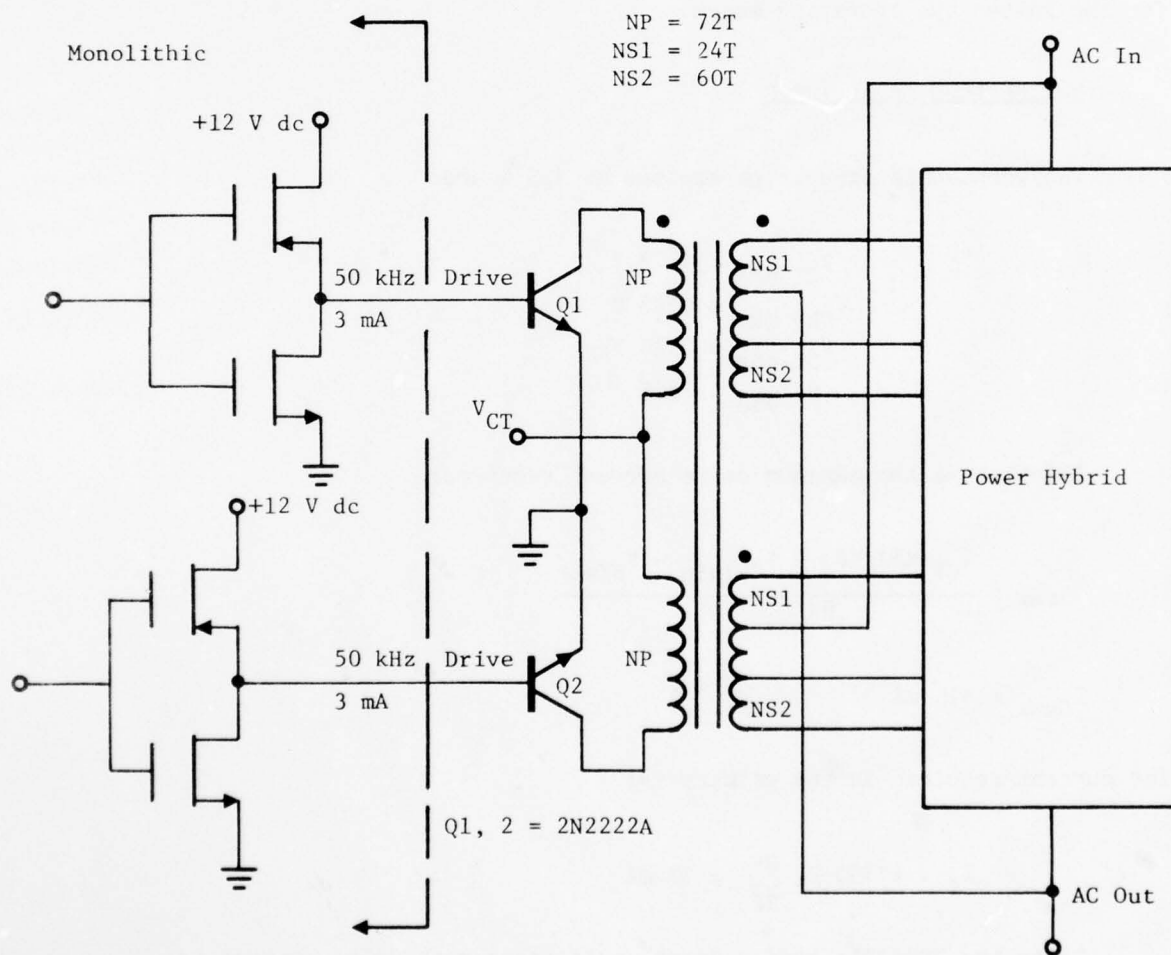 NP = 72T
NS1 = 24T
NS2 = 60T
Monolithic
AC In
+12 V dc
50 kHz Drive
3 mA
Q1
NP
NS1
NS2
VCT
Power Hybrid
+12 V dc
50 kHz Drive
3 mA
Q2
NP
NS1
NS2
Q1, 2 = 2N2222A
AC Out